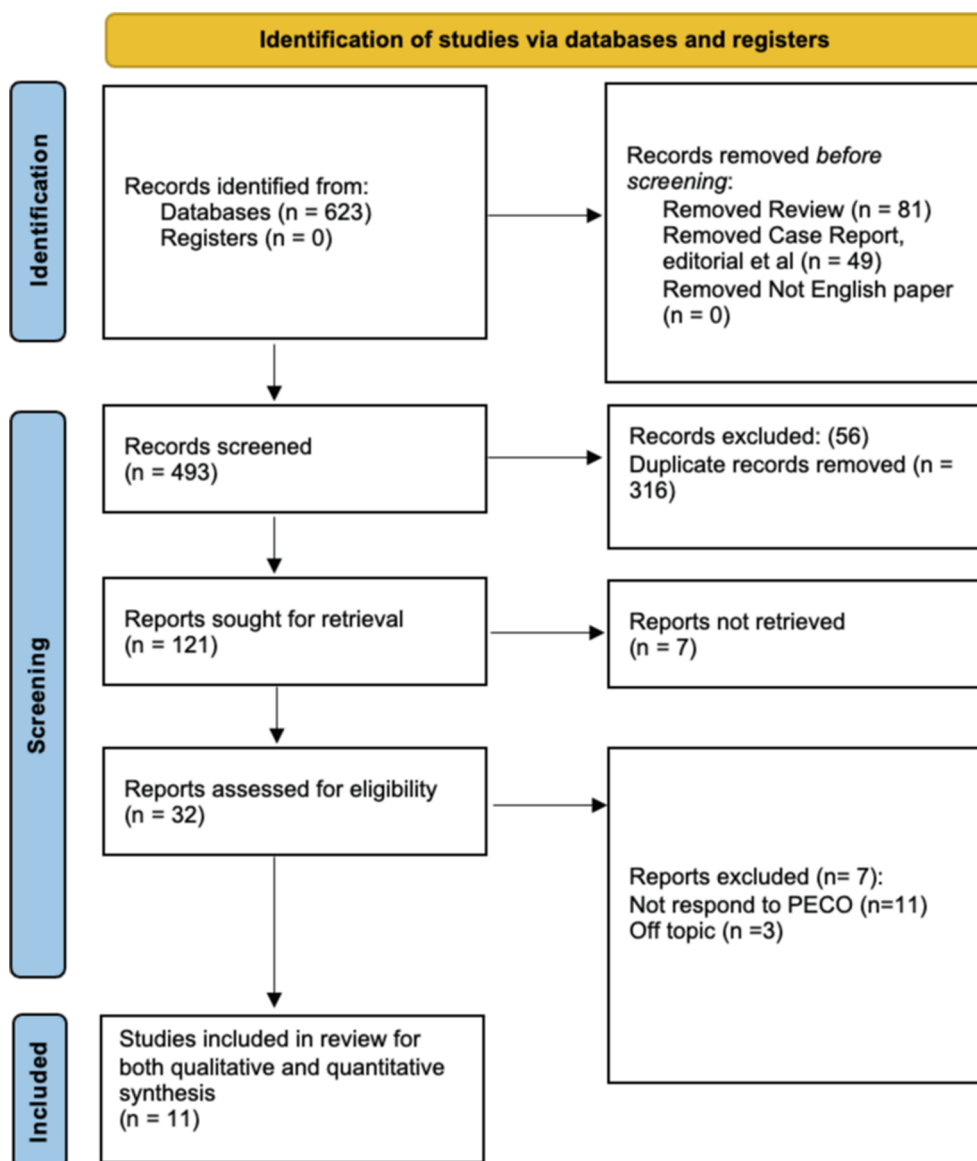 Identification of studies via databases and registers
Identification
Records identified from:
Databases (n = 623)
Registers (n = 0)
Records removed before
screening:
Removed Review (n = 81)
Removed Case Report,
editorial et al (n = 49)
Removed Not English paper
(n = 0)
Screening
Records screened
(n = 493)
Records excluded: (56)
Duplicate records removed (n =
316)
Reports sought for retrieval
(n = 121)
Reports not retrieved
(n = 7)
Reports assessed for eligibility
(n = 32)
Reports excluded (n= 7):
Not respond to PECO (n=11)
Off topic (n =3)
Included
Studies included in review for
both qualitative and quantitative
synthesis
(n = 11)